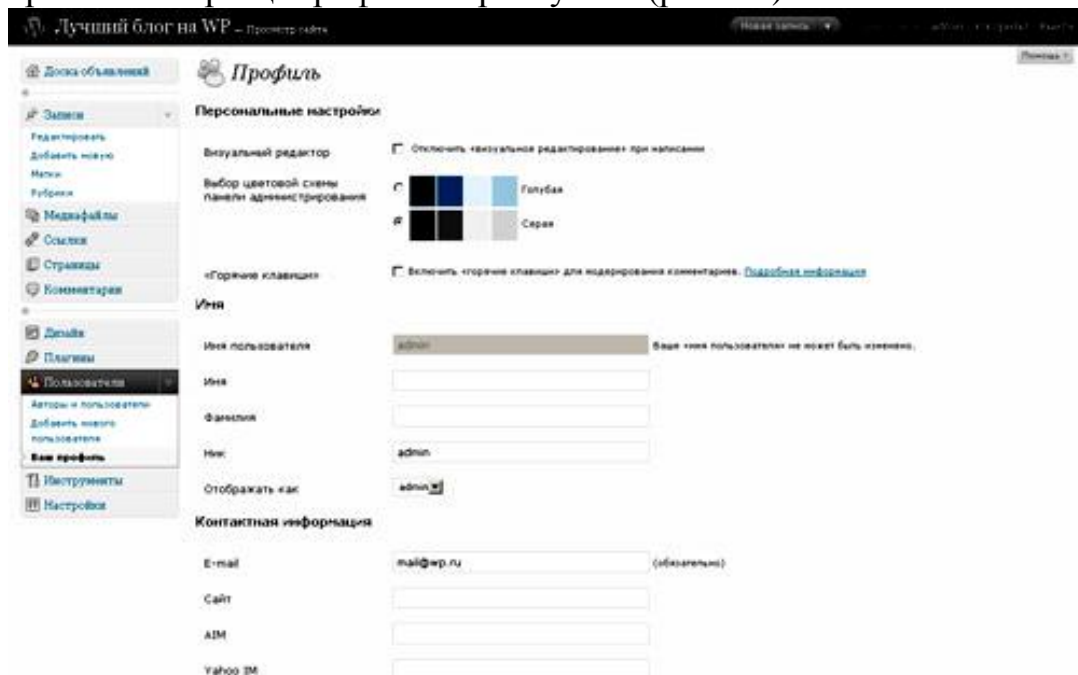 Лучший блог на WP – Просмотр сайта
Новая запись
Помощь
Доска объявлений
Профиль
Записи
Редактировать
Добавить новую
Метки
Рубрики
Медиафайлы
Ссылки
Страницы
Комментарии
Дизайн
Плагины
Пользователи
Авторы и пользователи
Добавить нового
пользователя
Ваш профиль
Инструменты
Настройки
Персональные настройки
Визуальный редактор
Отключить «визуальное редактирование» при написании
Выбор цветовой схемы
панели администрирования
Голубая
Серая
«Горячие клавиши»
Включить «горячие клавиши» для модерирования комментариев. Подробная информация
Имя
Имя пользователя
admin
Ваше «имя пользователя» не может быть изменено.
Имя
Фамилия
Ник
admin
Отображать как
admin
Контактная информация
E-mail
mail@wp.ru
(обязательно)
Сайт
AIM
Yahoo IM